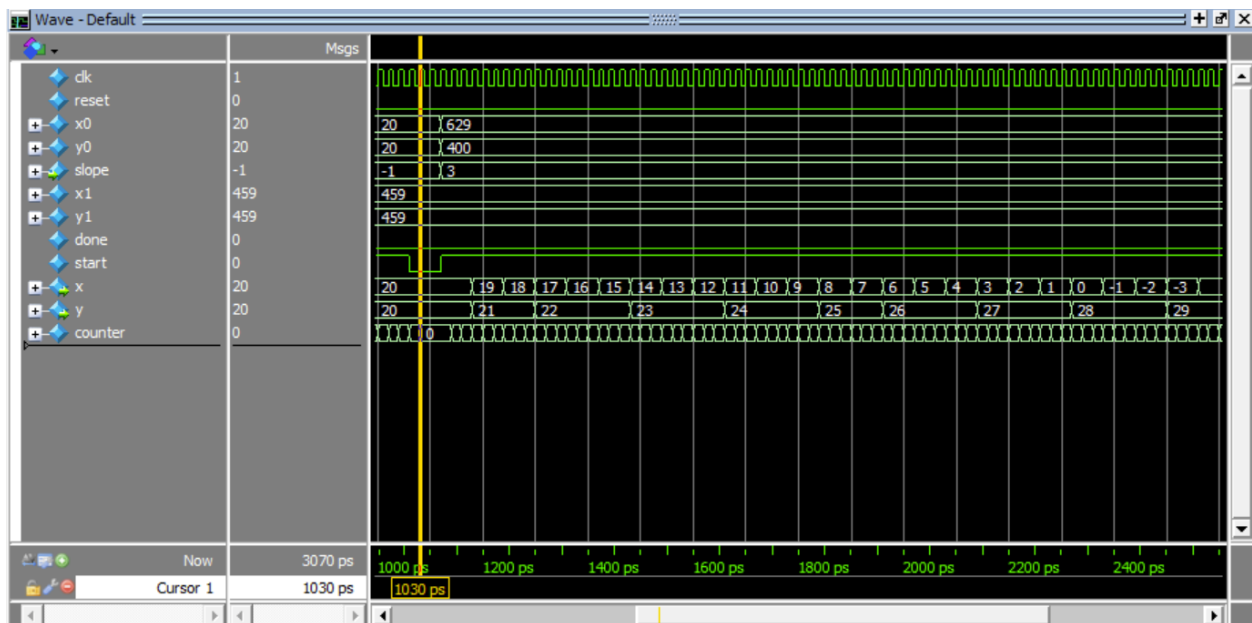 Wave - Default
Msgs
clk 1
reset 0
x0 20 20 629
y0 20 20 400
slope -1 -1 3
x1 459 459
y1 459 459
done 0
start 0
x 20 20 19 18 17 16 15 14 13 12 11 10 9 8 7 6 5 4 3 2 1 0 -1 -2 -3
y 20 20 21 22 23 24 25 26 27 28 29
counter 0 0
Now 3070 ps 1000 ps 1200 ps 1400 ps 1600 ps 1800 ps 2000 ps 2200 ps 2400 ps
Cursor 1 1030 ps 1030 ps